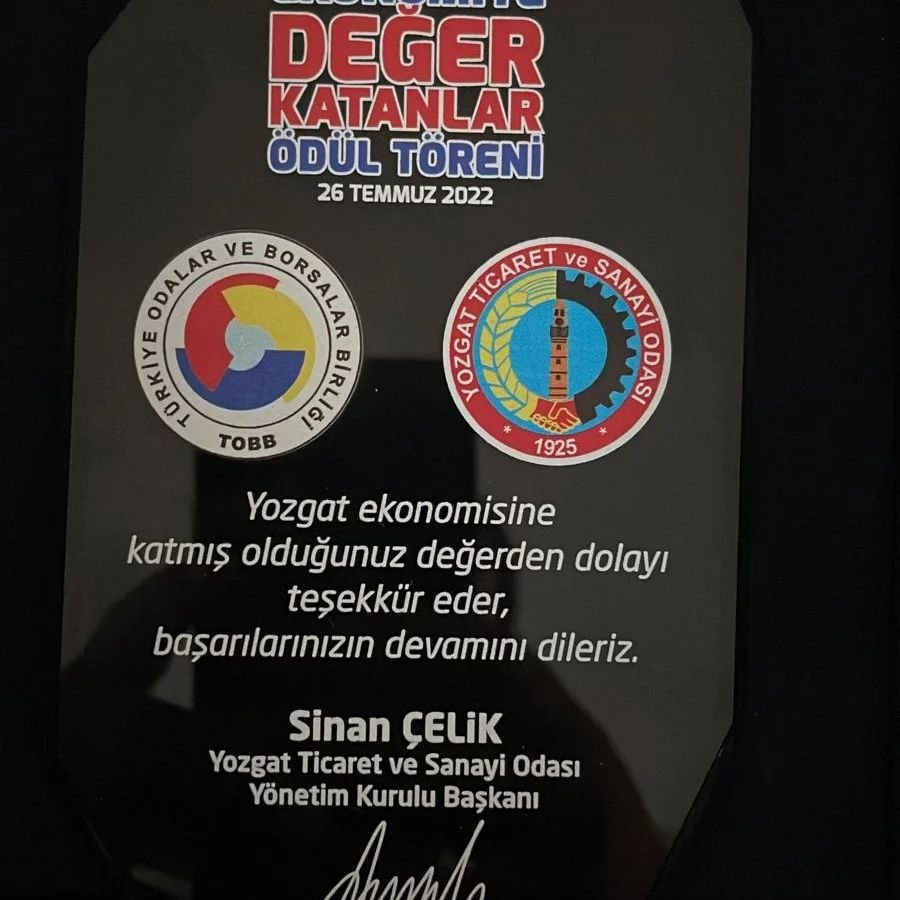 DEĞER
KATANLAR
ÖDÜL TÖRENİ
26 TEMMUZ 2022
TÜRKİYE ODALAR VE BORSALAR BİRLİĞİ
TOBB
YOZGAT TİCARET ve SANAYİ ODASI
* 1925 *
Yozgat ekonomisine
katmış olduğunuz değerden dolayı
teşekkür eder,
başarılarınızın devamını dileriz.
Sinan ÇELİK
Yozgat Ticaret ve Sanayi Odası
Yönetim Kurulu Başkanı